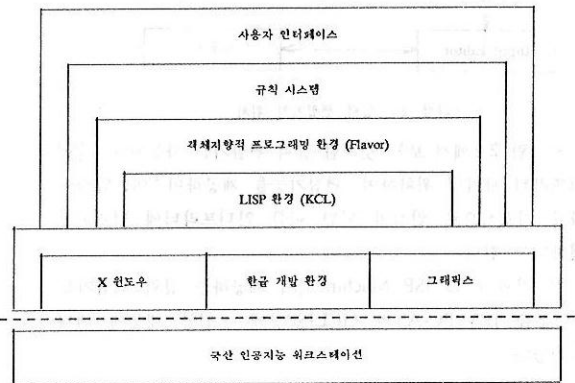 사용자 인터페이스
규칙 시스템
객체지향적 프로그래밍 환경 (Flavor)
LISP 환경 (KCL)
X 윈도우
한글 개발 환경
그래픽스
국산 인공지능 워크스테이션